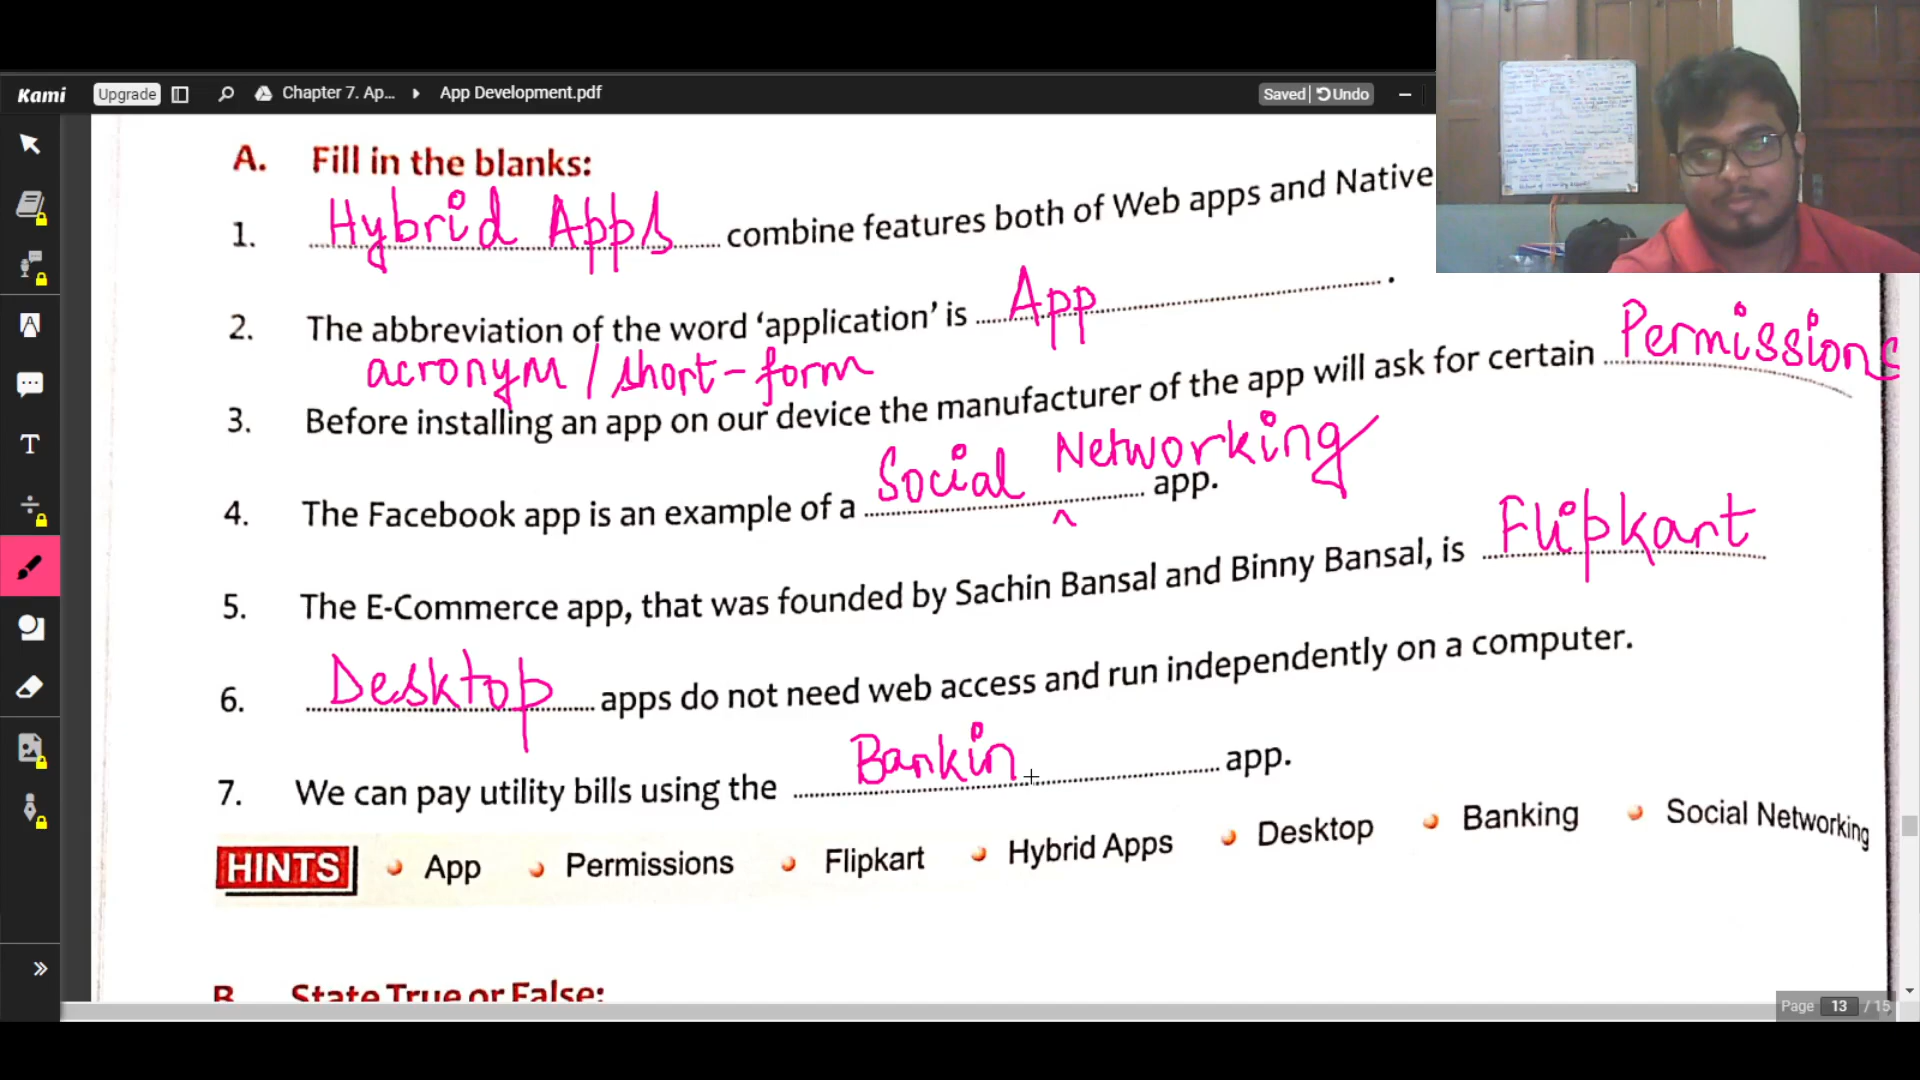 Kami Upgrade Chapter 7. Ap... App Development.pdf Saved Undo
A. Fill in the blanks:
1. Hybrid Apps combine features both of Web apps and Native
2. The abbreviation of the word ‘application’ is App.
acronym / short-form
3. Before installing an app on our device the manufacturer of the app will ask for certain Permissions
4. The Facebook app is an example of a Social Networking app.
5. The E-Commerce app, that was founded by Sachin Bansal and Binny Bansal, is Flipkart
6. Desktop apps do not need web access and run independently on a computer.
7. We can pay utility bills using the Bankin app.
HINTS App Permissions Flipkart Hybrid Apps Desktop Banking Social Networking
B. State True or False:
Page 13 / 15